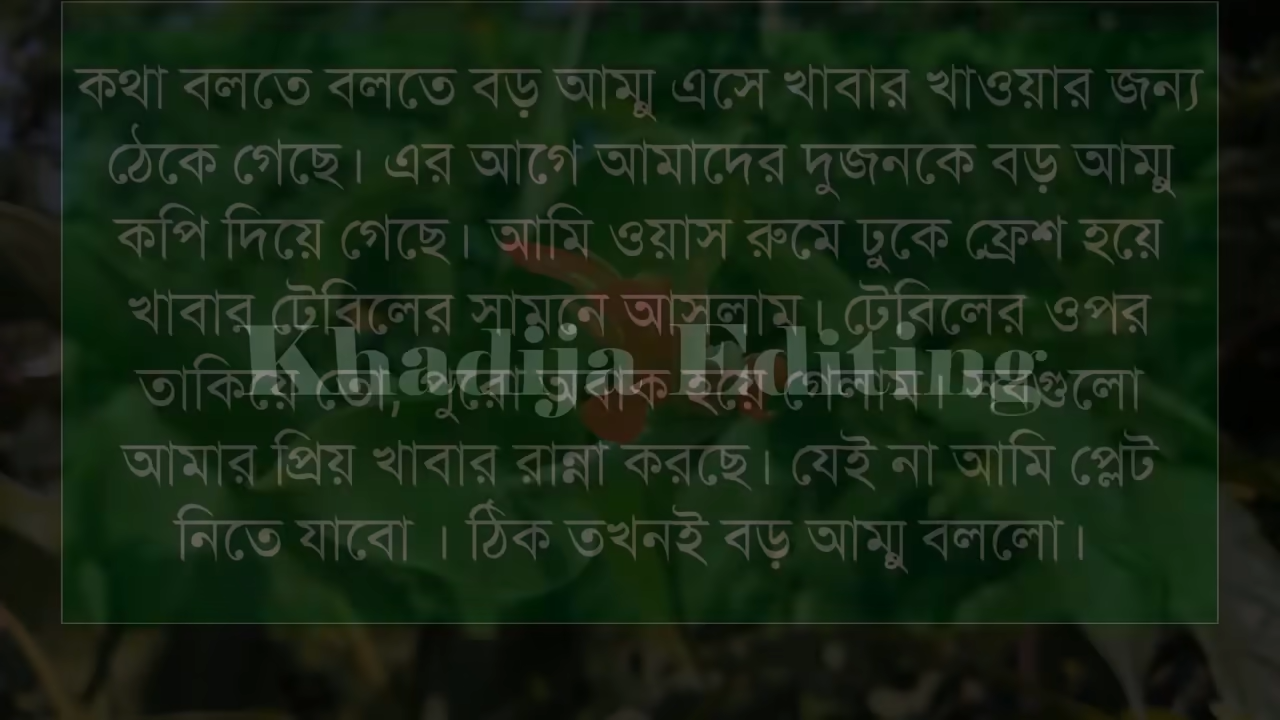 কথা বলতে বলতে বড় আম্মু এসে খাবার খাওয়ার জন্য
ঠেকে গেছে। এর আগে আমাদের দুজনকে বড় আম্মু
কপি দিয়ে গেছে। আমি ওয়াস রুমে ঢুকে ফ্রেশ হয়ে
খাবার টেবিলের সামনে আসলাম। টেবিলের ওপর
তাকিয়ে তো, পুরো অবাক হয়ে গেলাম। সবগুলো
Khadija Editing
আমার প্রিয় খাবার রান্না করছে। যেই না আমি প্লেট
নিতে যাবো । ঠিক তখনই বড় আম্মু বললো।